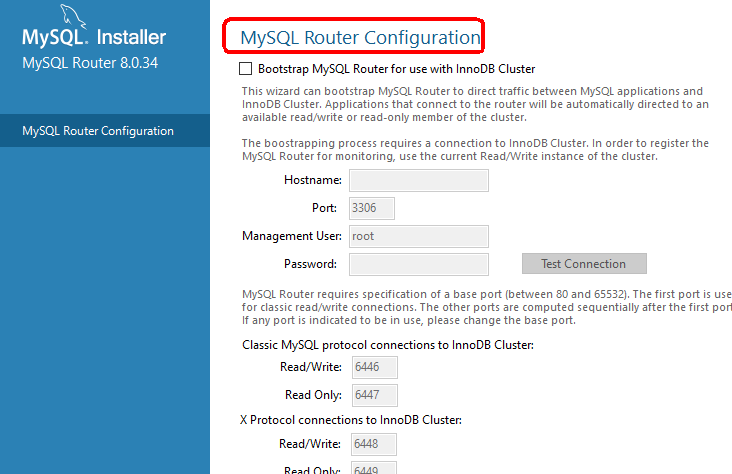 MySQL. Installer
MySQL Router 8.0.34
MySQL Router Configuration
MySQL Router Configuration
Bootstrap MySQL Router for use with InnoDB Cluster
This wizard can bootstrap MySQL Router to direct traffic between MySQL applications and
InnoDB Cluster. Applications that connect to the router will be automatically directed to an
available read/write or read-only member of the cluster.
The boostrapping process requires a connection to InnoDB Cluster. In order to register the
MySQL Router for monitoring, use the current Read/Write instance of the cluster.
Hostname:
Port: 3306
Management User: root
Password: Test Connection
MySQL Router requires specification of a base port (between 80 and 65532). The first port is use
for classic read/write connections. The other ports are computed sequentially after the first port
If any port is indicated to be in use, please change the base port.
Classic MySQL protocol connections to InnoDB Cluster:
Read/Write: 6446
Read Only: 6447
X Protocol connections to InnoDB Cluster:
Read/Write: 6448
Read Only: 6449